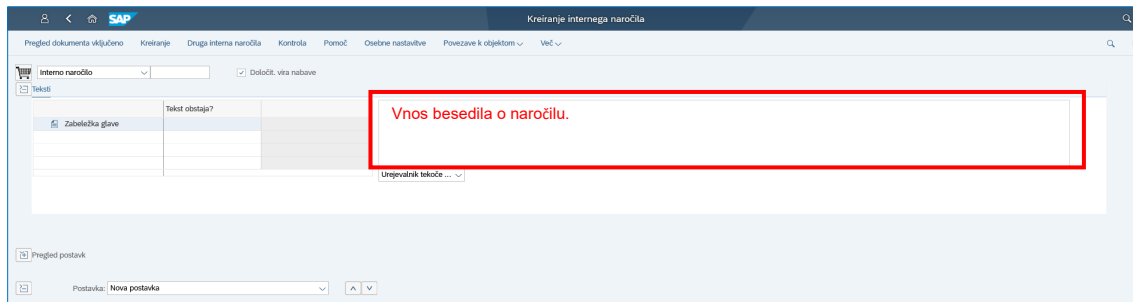 SAP
Kreiranje internega naročila
Pregled dokumenta vključeno Kreiranje Druga interna naročila Kontrola Pomoč Osebne nastavitve Povezave k objektom Več
Interno naročilo Določit. vira nabave
Teksti
Tekst obstaja?
Zabeležka glave
Vnos besedila o naročilu.
Urejevalnik tekoče ...
Pregled postavk
Postavka: Nova postavka